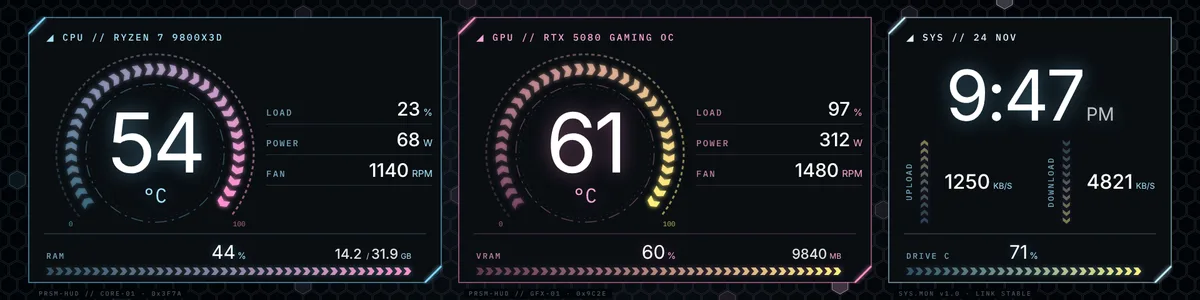 ◢ CPU // RYZEN 7 9800X3D
54
°C
0
100
LOAD 23 %
POWER 68 W
FAN 1140 RPM
RAM 44 % 14.2 / 31.9 GB
PRSM-HUD // CORE-01 · 0x3F7A
◢ GPU // RTX 5080 GAMING OC
61
°C
0
100
LOAD 97 %
POWER 312 W
FAN 1480 RPM
VRAM 60 % 9840 MB
PRSM-HUD // GFX-01 · 0x9C2E
◢ SYS // 24 NOV
9:47 PM
UPLOAD 1250 KB/S
DOWNLOAD 4821 KB/S
DRIVE C 71 %
SYS.MON v1.0 · LINK STABLE